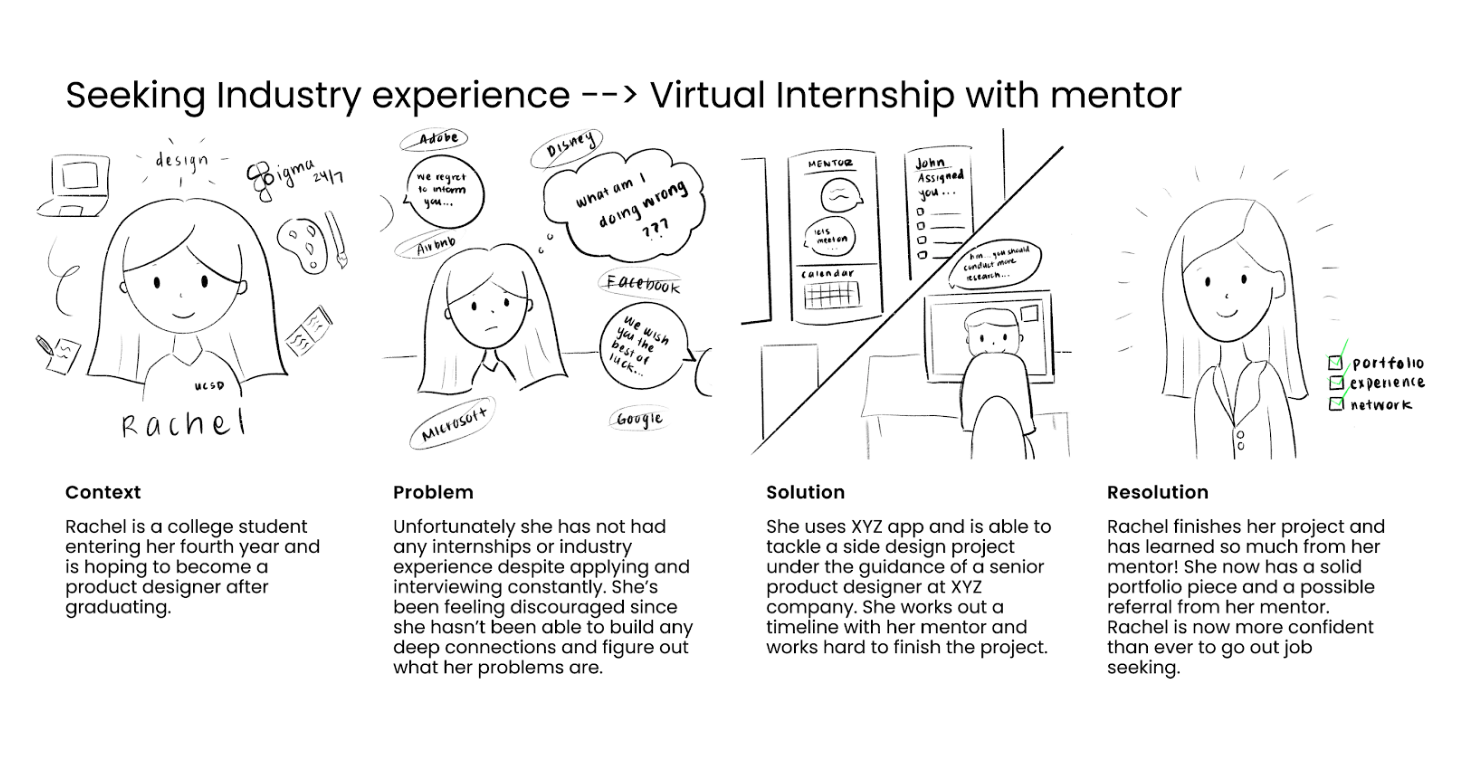 Seeking Industry experience --> Virtual Internship with mentor
design
Figma
24/7
UCSD
Rachel
Adobe
We regret
to inform
you...
Airbnb
Disney
What am I
doing wrong
???
Facebook
We wish
you the
best of
luck...
Microsoft
Google
MENTOR
lets
meet on
calendar
John
Assigned
you...
hm... you should
conduct more
research...
portfolio
experience
network
Context
Rachel is a college student
entering her fourth year and
is hoping to become a
product designer after
graduating.
Problem
Unfortunately she has not had
any internships or industry
experience despite applying and
interviewing constantly. She’s
been feeling discouraged since
she hasn’t been able to build any
deep connections and figure out
what her problems are.
Solution
She uses XYZ app and is able to
tackle a side design project
under the guidance of a senior
product designer at XYZ
company. She works out a
timeline with her mentor and
works hard to finish the project.
Resolution
Rachel finishes her project and
has learned so much from her
mentor! She now has a solid
portfolio piece and a possible
referral from her mentor.
Rachel is now more confident
than ever to go out job
seeking.